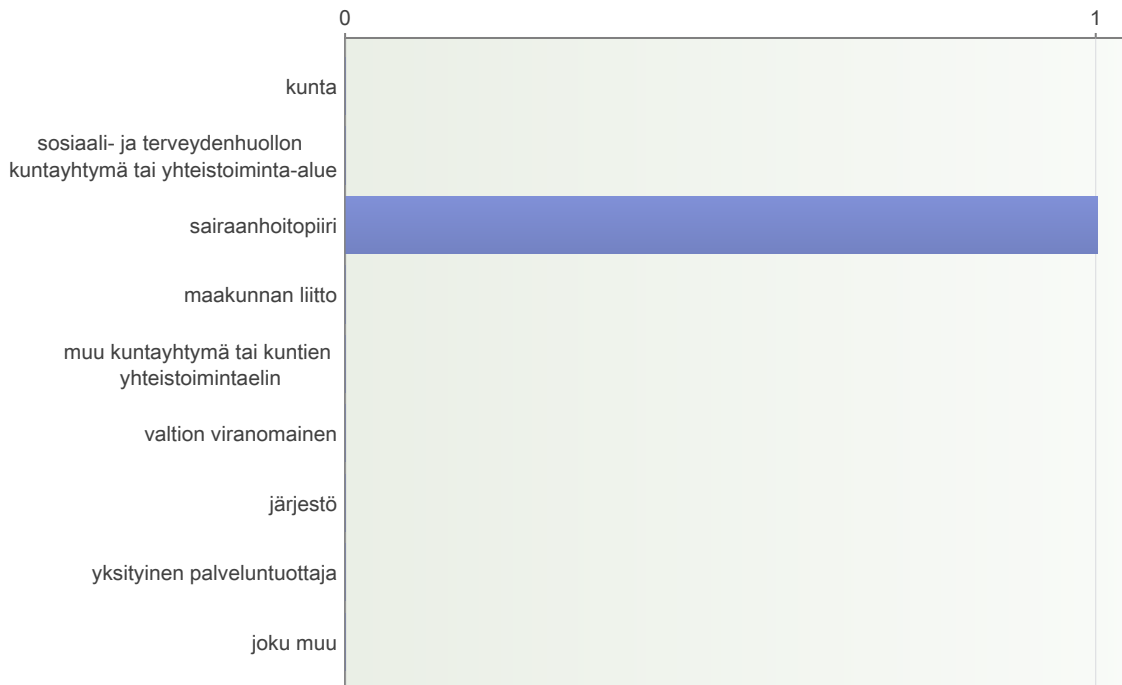 0 1
kunta
sosiaali- ja terveydenhuollon
kuntayhtymä tai yhteistoiminta-alue
sairaanhoitopiiri
maakunnan liitto
muu kuntayhtymä tai kuntien
yhteistoimintaelin
valtion viranomainen
järjestö
yksityinen palveluntuottaja
joku muu